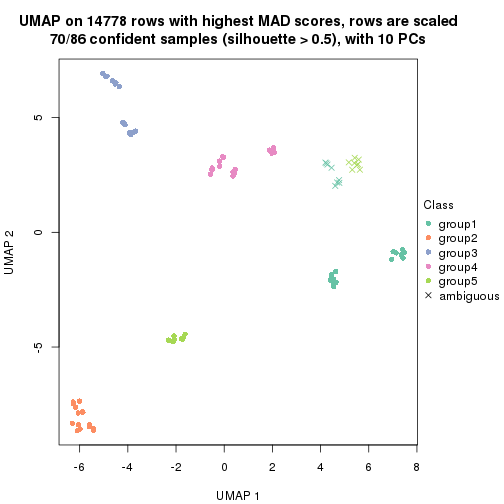 UMAP on 14778 rows with highest MAD scores, rows are scaled
70/86 confident samples (silhouette > 0.5), with 10 PCs
5
0
-5
UMAP 2
-6 -4 -2 0 2 4 6 8
UMAP 1
Class
group1
group2
group3
group4
group5
ambiguous